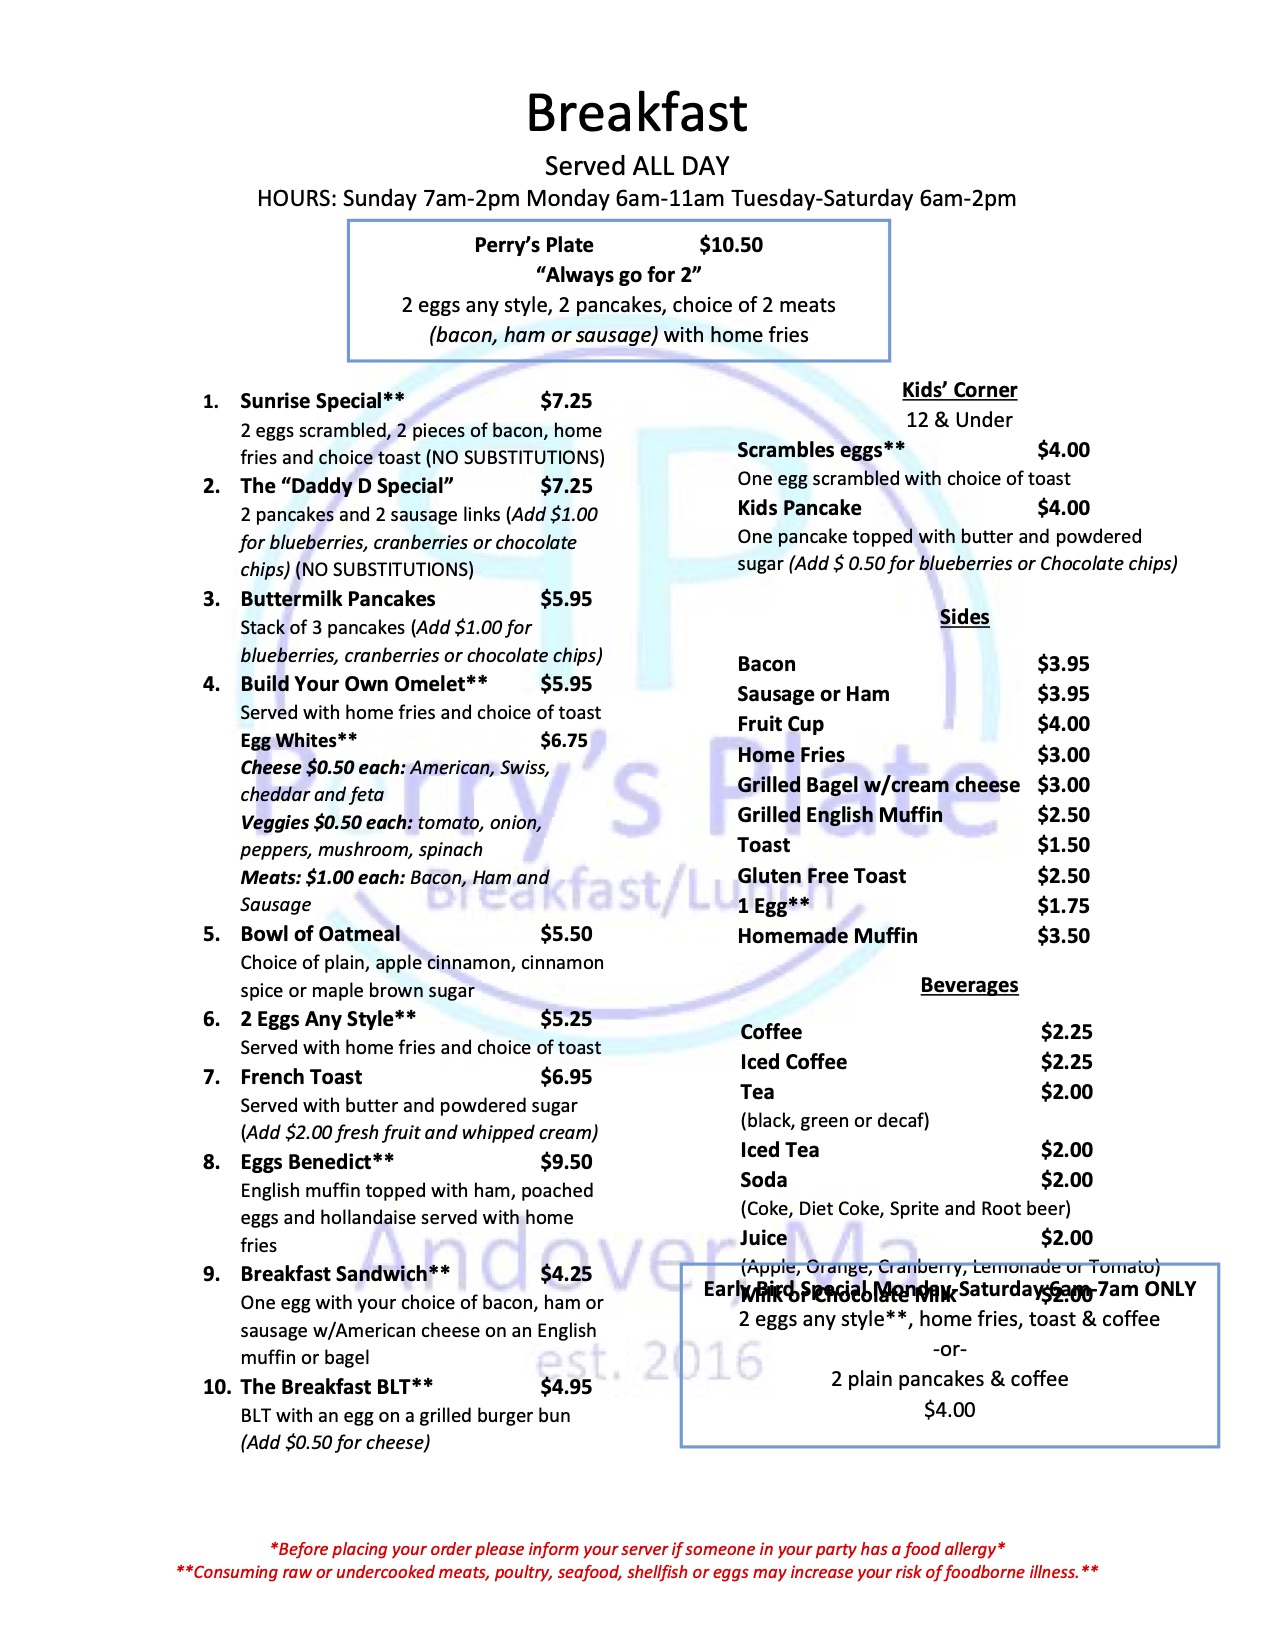 Breakfast
Served ALL DAY
HOURS: Sunday 7am-2pm Monday 6am-11am Tuesday-Saturday 6am-2pm
Perry’s Plate $10.50
“Always go for 2”
2 eggs any style, 2 pancakes, choice of 2 meats
(bacon, ham or sausage) with home fries
1. Sunrise Special** $7.25
2 eggs scrambled, 2 pieces of bacon, home
fries and choice toast (NO SUBSTITUTIONS)
2. The “Daddy D Special” $7.25
2 pancakes and 2 sausage links (Add $1.00
for blueberries, cranberries or chocolate
chips) (NO SUBSTITUTIONS)
3. Buttermilk Pancakes $5.95
Stack of 3 pancakes (Add $1.00 for
blueberries, cranberries or chocolate chips)
4. Build Your Own Omelet** $5.95
Served with home fries and choice of toast
Egg Whites** $6.75
Cheese $0.50 each: American, Swiss,
cheddar and feta
Veggies $0.50 each: tomato, onion,
peppers, mushroom, spinach
Meats: $1.00 each: Bacon, Ham and
Sausage
5. Bowl of Oatmeal $5.50
Choice of plain, apple cinnamon, cinnamon
spice or maple brown sugar
6. 2 Eggs Any Style** $5.25
Served with home fries and choice of toast
7. French Toast $6.95
Served with butter and powdered sugar
(Add $2.00 fresh fruit and whipped cream)
8. Eggs Benedict** $9.50
English muffin topped with ham, poached
eggs and hollandaise served with home
fries
9. Breakfast Sandwich** $4.25
One egg with your choice of bacon, ham or
sausage w/American cheese on an English
muffin or bagel
10. The Breakfast BLT** $4.95
BLT with an egg on a grilled burger bun
(Add $0.50 for cheese)
Kids’ Corner
12 & Under
Scrambles eggs** $4.00
One egg scrambled with choice of toast
Kids Pancake $4.00
One pancake topped with butter and powdered
sugar (Add $ 0.50 for blueberries or Chocolate chips)
Sides
Bacon $3.95
Sausage or Ham $3.95
Fruit Cup $4.00
Home Fries $3.00
Grilled Bagel w/cream cheese $3.00
Grilled English Muffin $2.50
Toast $1.50
Gluten Free Toast $2.50
1 Egg** $1.75
Homemade Muffin $3.50
Beverages
Coffee $2.25
Iced Coffee $2.25
Tea $2.00
(black, green or decaf)
Iced Tea $2.00
Soda $2.00
(Coke, Diet Coke, Sprite and Root beer)
Juice $2.00
(Apple, Orange, Cranberry, Lemonade or Tomato)
Milk or Chocolate Milk $2.00
Early Bird Special Monday-Saturday 6am-7am ONLY
2 eggs any style**, home fries, toast & coffee
-or-
2 plain pancakes & coffee
$4.00
PP
Perry’s Plate
Breakfast/Lunch
Andover, Ma
est. 2016
*Before placing your order please inform your server if someone in your party has a food allergy*
**Consuming raw or undercooked meats, poultry, seafood, shellfish or eggs may increase your risk of foodborne illness.**